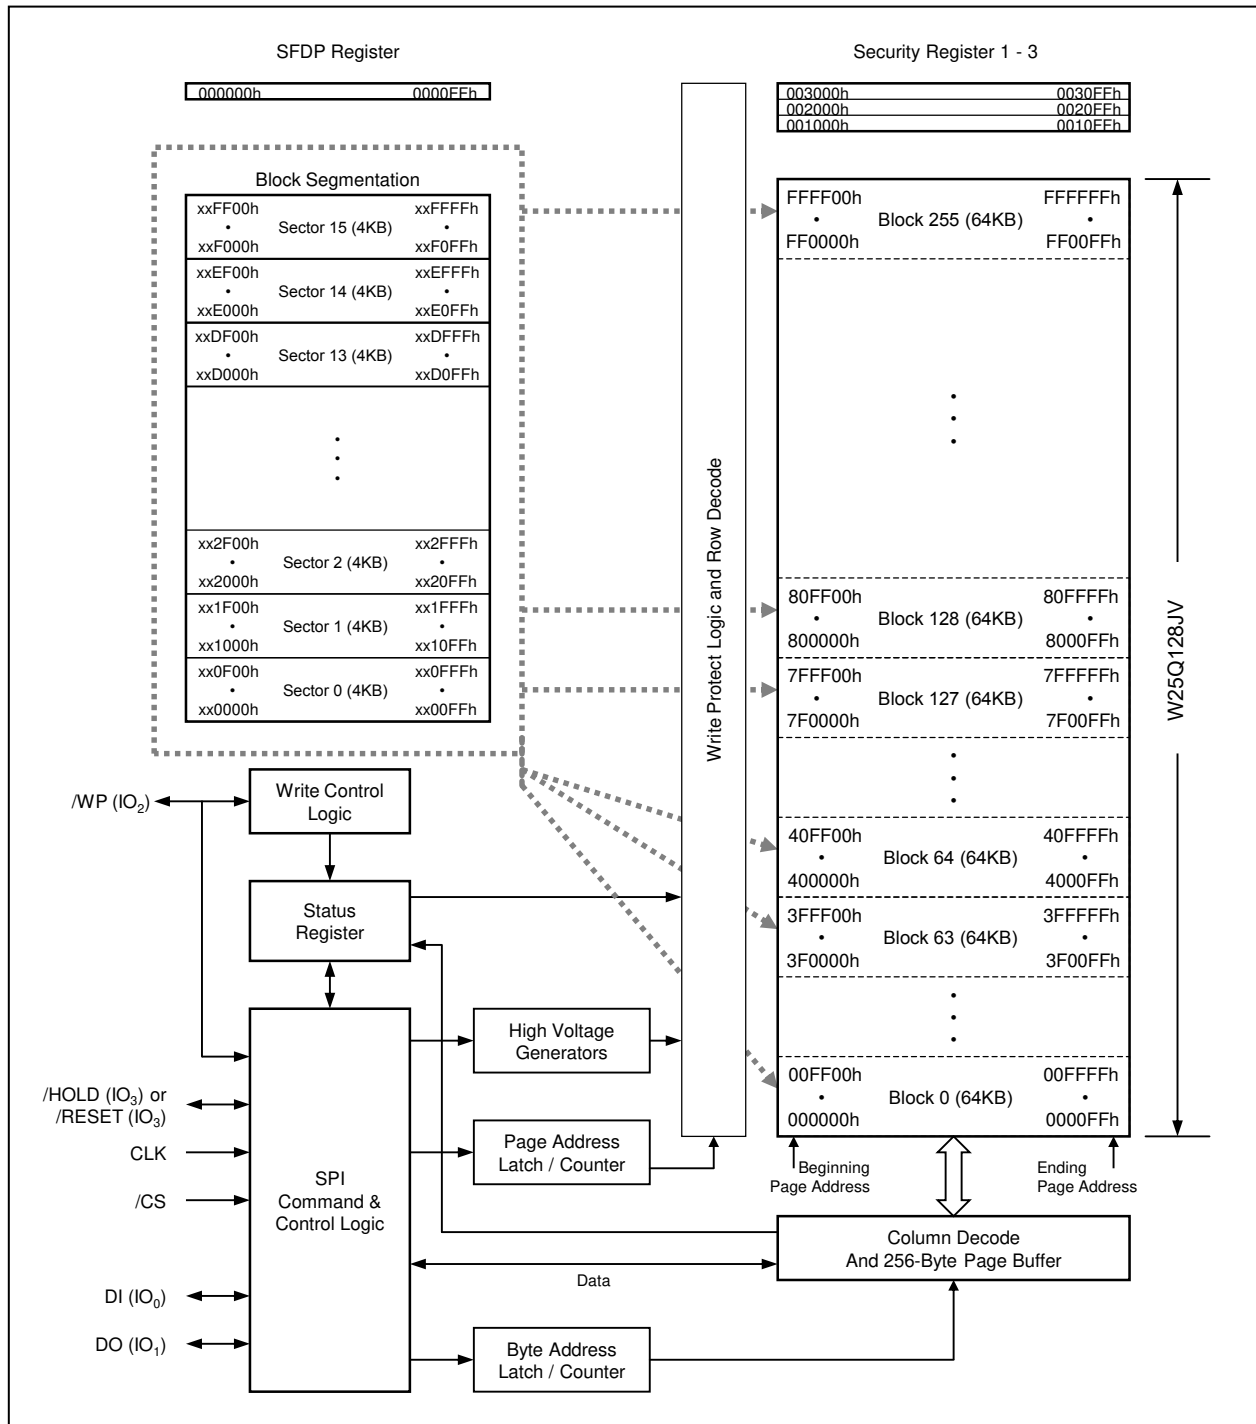 SFDP Register
000000h 0000FFh
Security Register 1 - 3
003000h 0030FFh
002000h 0020FFh
001000h 0010FFh
Block Segmentation
xxFF00h xxFFFFh
• Sector 15 (4KB) •
xxF000h xxF0FFh
xxEF00h xxEFFFh
• Sector 14 (4KB) •
xxE000h xxE0FFh
xxDF00h xxDFFFh
• Sector 13 (4KB) •
xxD000h xxD0FFh
xx2F00h xx2FFFh
• Sector 2 (4KB) •
xx2000h xx20FFh
xx1F00h xx1FFFh
• Sector 1 (4KB) •
xx1000h xx10FFh
xx0F00h xx0FFFh
• Sector 0 (4KB) •
xx0000h xx00FFh
Write Protect Logic and Row Decode
FFFF00h FFFFFFh
• Block 255 (64KB) •
FF0000h FF00FFh
80FF00h 80FFFFh
• Block 128 (64KB) •
800000h 8000FFh
7FFF00h 7FFFFFh
• Block 127 (64KB) •
7F0000h 7F00FFh
40FF00h 40FFFFh
• Block 64 (64KB) •
400000h 4000FFh
3FFF00h 3FFFFFh
• Block 63 (64KB) •
3F0000h 3F00FFh
00FF00h 00FFFFh
• Block 0 (64KB) •
000000h 0000FFh
W25Q128JV
Beginning
Page Address
Ending
Page Address
/WP (IO2)
Write Control
Logic
Status
Register
High Voltage
Generators
/HOLD (IO3) or
/RESET (IO3)
CLK
/CS
SPI
Command &
Control Logic
Page Address
Latch / Counter
Column Decode
And 256-Byte Page Buffer
Data
DI (IO0)
DO (IO1)
Byte Address
Latch / Counter